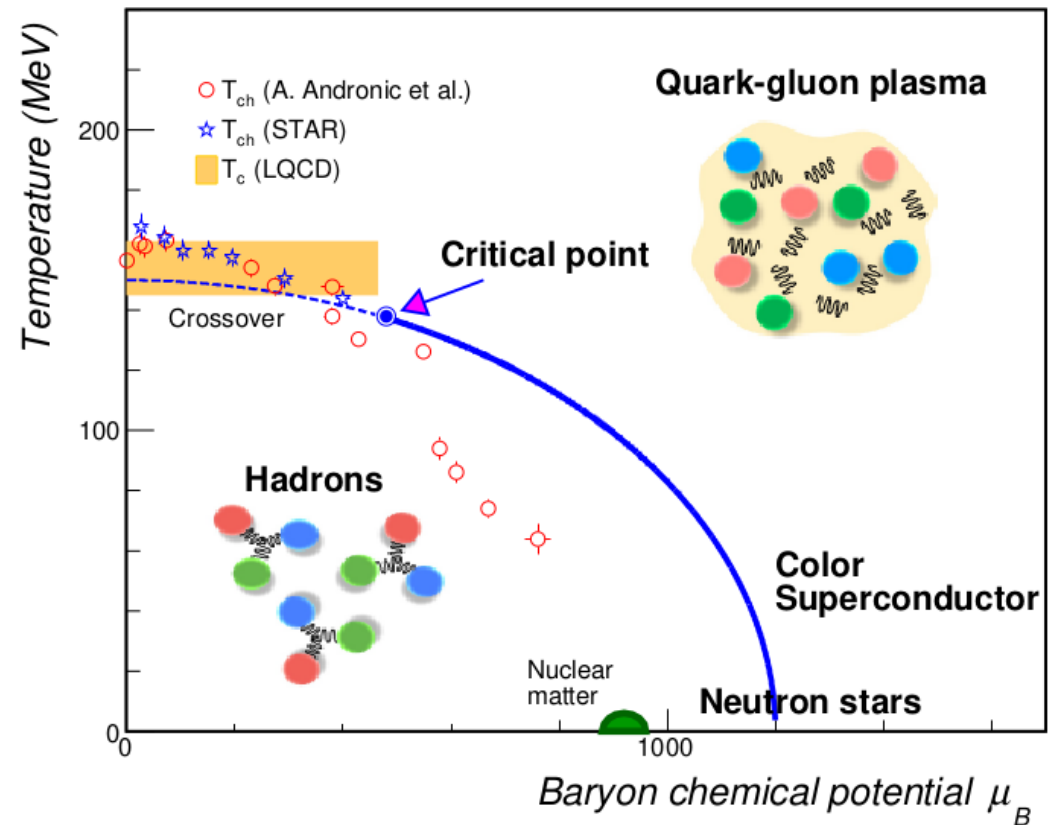 Temperature (MeV)
200
100
0
T_ch (A. Andronic et al.)
T_ch (STAR)
T_c (LQCD)
Quark-gluon plasma
Critical point
Crossover
Hadrons
Color
Superconductor
Nuclear
matter
Neutron stars
0
1000
Baryon chemical potential μ_B